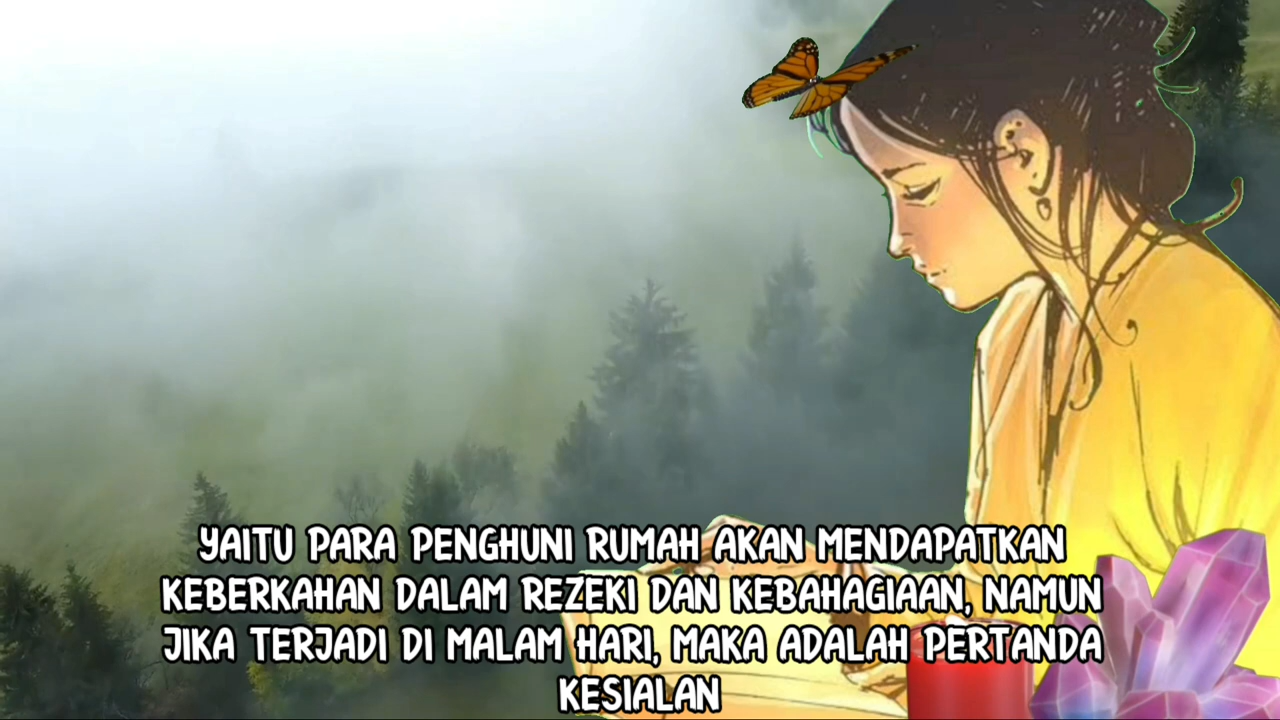 YAITU PARA PENGHUNI RUMAH AKAN MENDAPATKAN
KEBERKAHAN DALAM REZEKI DAN KEBAHAGIAAN, NAMUN
JIKA TERJADI DI MALAM HARI, MAKA ADALAH PERTANDA
KESIALAN